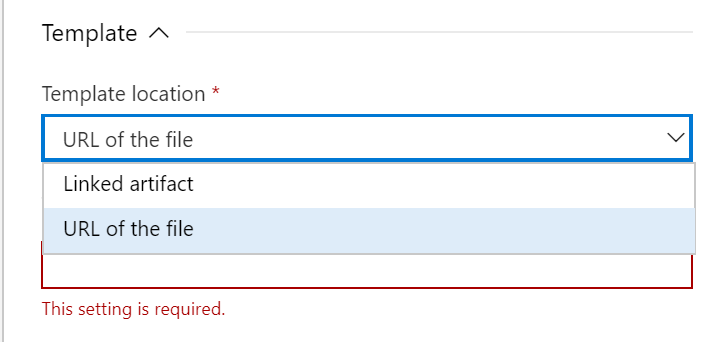 Template
Template location *
URL of the file
Linked artifact
URL of the file
This setting is required.